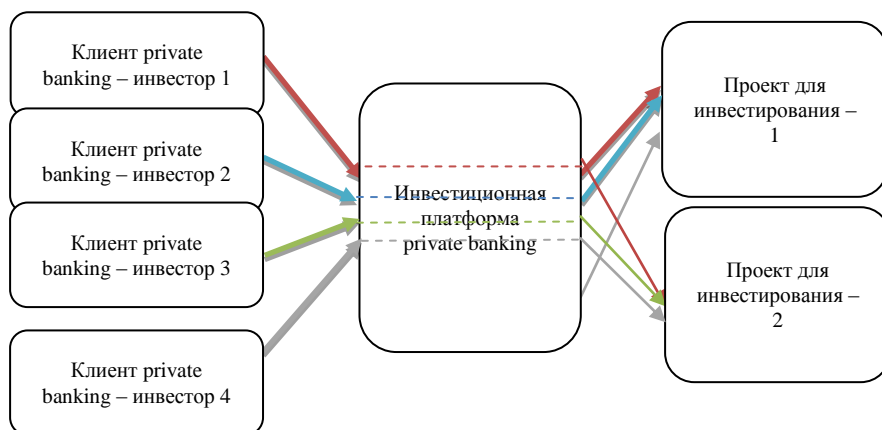 Клиент private
banking – инвестор 1
Клиент private
banking – инвестор 2
Клиент private
banking – инвестор 3
Клиент private
banking – инвестор 4
Инвестиционная
платформа
private banking
Проект для
инвестирования –
1
Проект для
инвестирования –
2